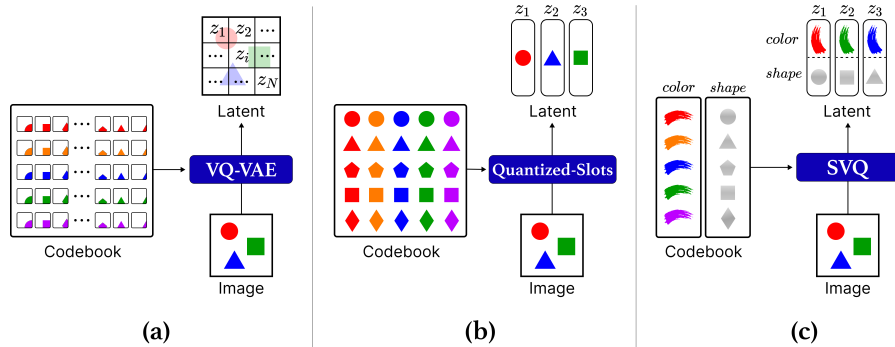 z1 z2 ...
... zi ...
... ... zN
Latent
... ...
VQ-VAE
Codebook
Image
(a)
z1 z2 z3
Latent
Quantized-Slots
Codebook
Image
(b)
z1 z2 z3
color
shape
Latent
color shape
SVQ
Codebook
Image
(c)